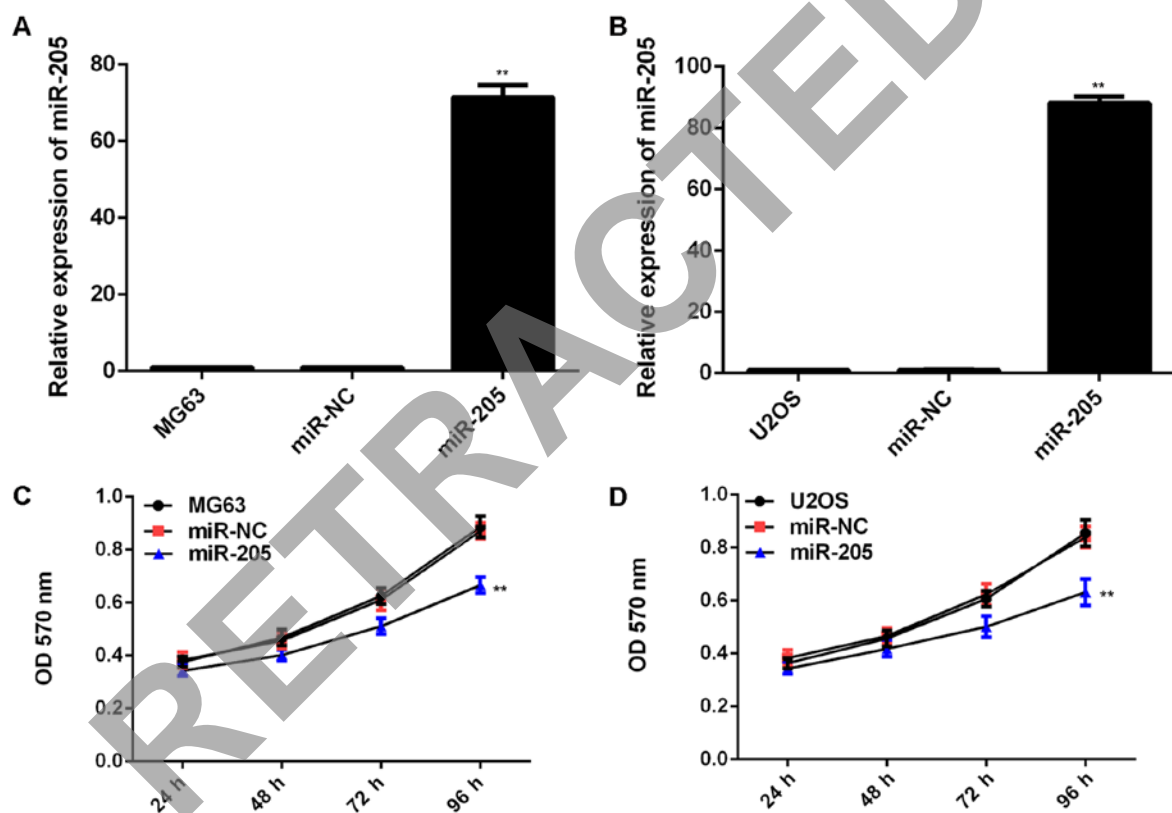 A
Relative expression of miR-205
80
60
40
20
0
MG63
miR-NC
miR-205
**
B
Relative expression of miR-205
100
80
60
40
20
0
U2OS
miR-NC
miR-205
**
C
OD 570 nm
1.0
0.8
0.6
0.4
0.2
0.0
MG63
miR-NC
miR-205
**
24 h
48 h
72 h
96 h
D
OD 570 nm
1.0
0.8
0.6
0.4
0.2
0.0
U2OS
miR-NC
miR-205
**
24 h
48 h
72 h
96 h
RETRACTED